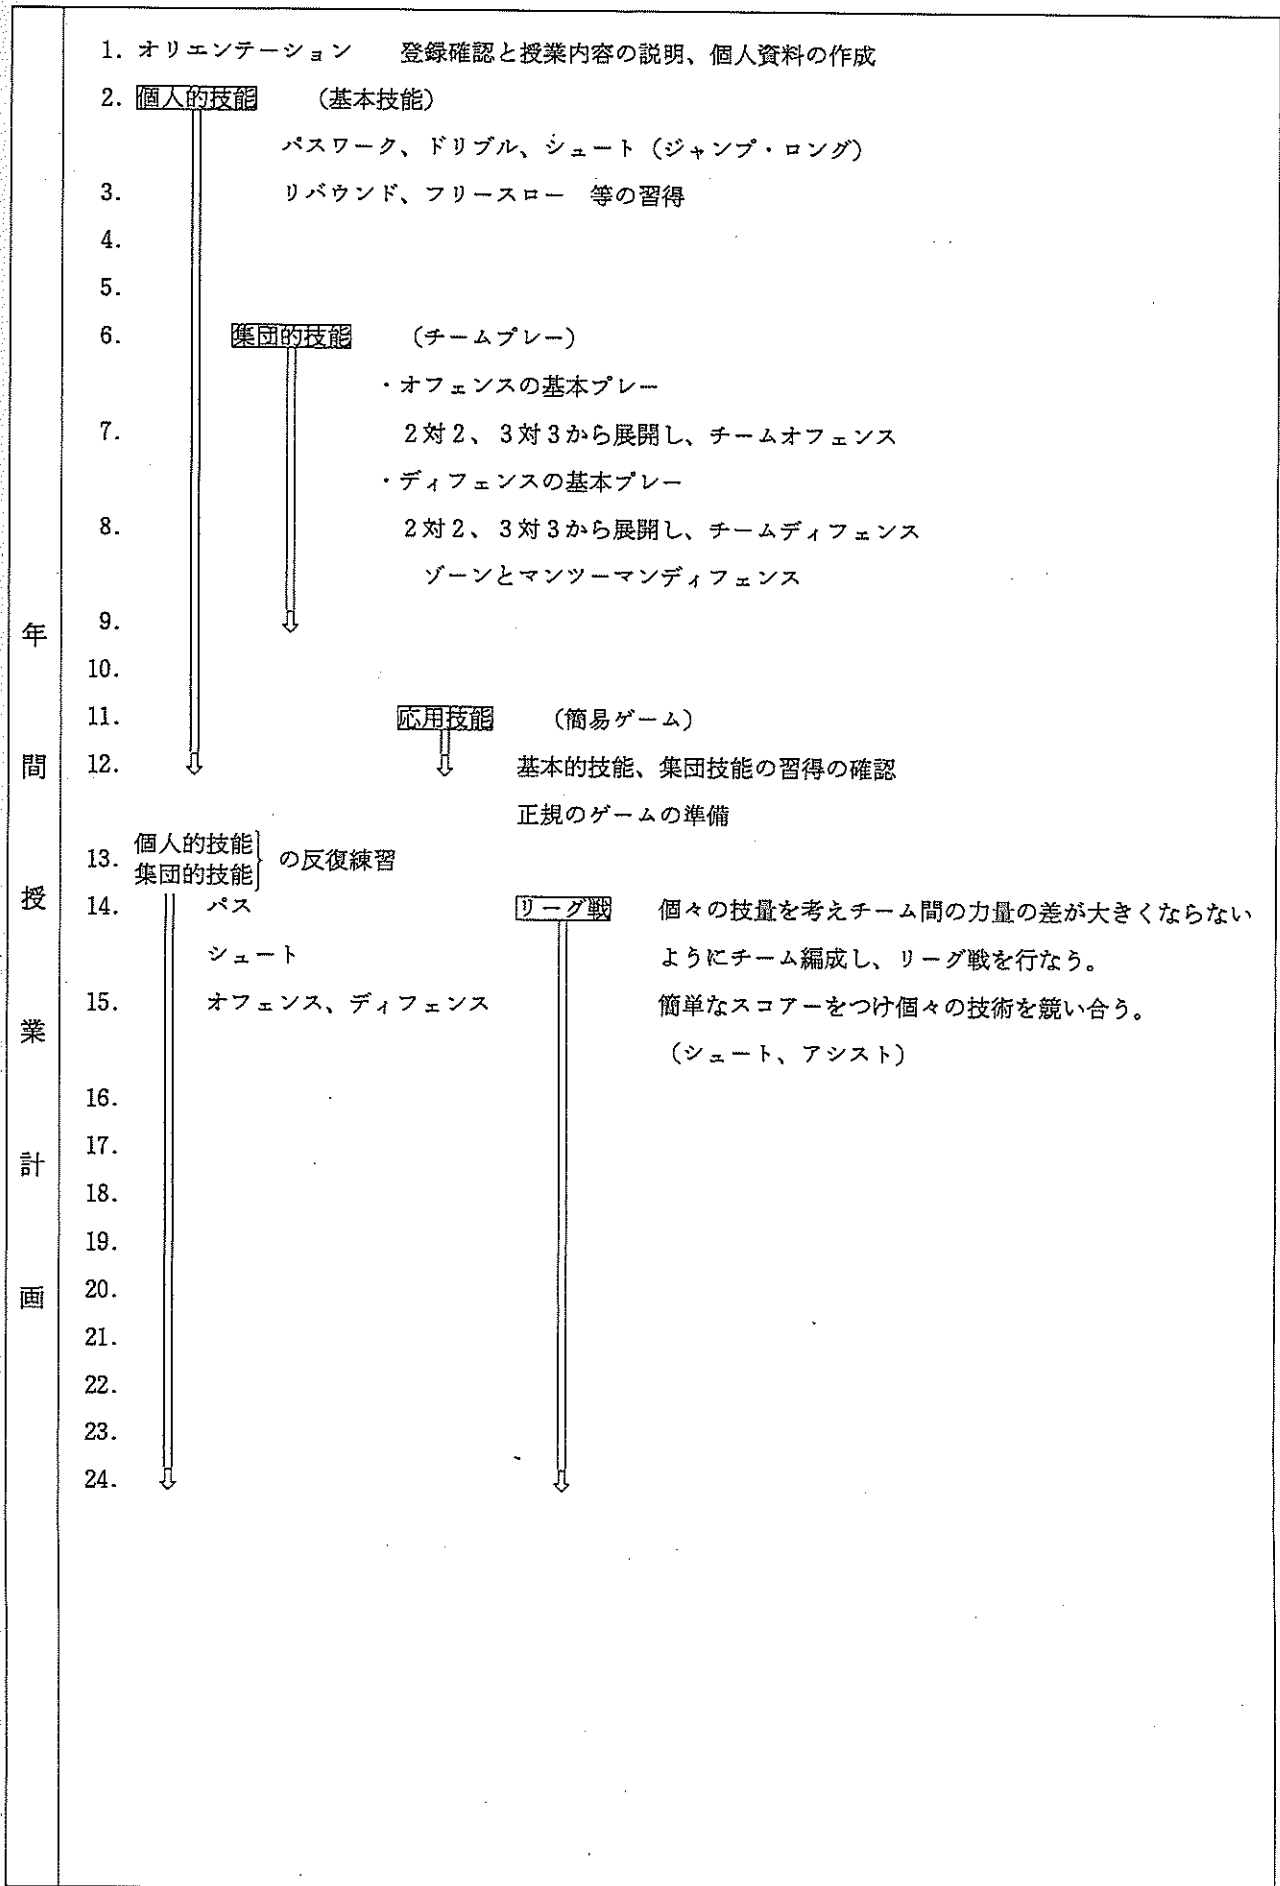 年間授業計画
1. オリエンテーション　登録確認と授業内容の説明、個人資料の作成
2. 個人的技能　（基本技能）
パスワーク、ドリブル、シュート（ジャンプ・ロング）
3. リバウンド、フリースロー　等の習得
4.
5.
6. 集団的技能　（チームプレー）
・オフェンスの基本プレー
7. 2対2、3対3から展開し、チームオフェンス
・ディフェンスの基本プレー
8. 2対2、3対3から展開し、チームディフェンス
ゾーンとマンツーマンディフェンス
9.
10.
11. 応用技能　（簡易ゲーム）
12. 基本的技能、集団技能の習得の確認
正規のゲームの準備
個人的技能
13. の反復練習
集団的技能
14. パス　リーグ戦　個々の技量を考えチーム間の力量の差が大きくならない
シュート　ようにチーム編成し、リーグ戦を行なう。
15. オフェンス、ディフェンス　簡単なスコアーをつけ個々の技術を競い合う。
（シュート、アシスト）
16.
17.
18.
19.
20.
21.
22.
23.
24.